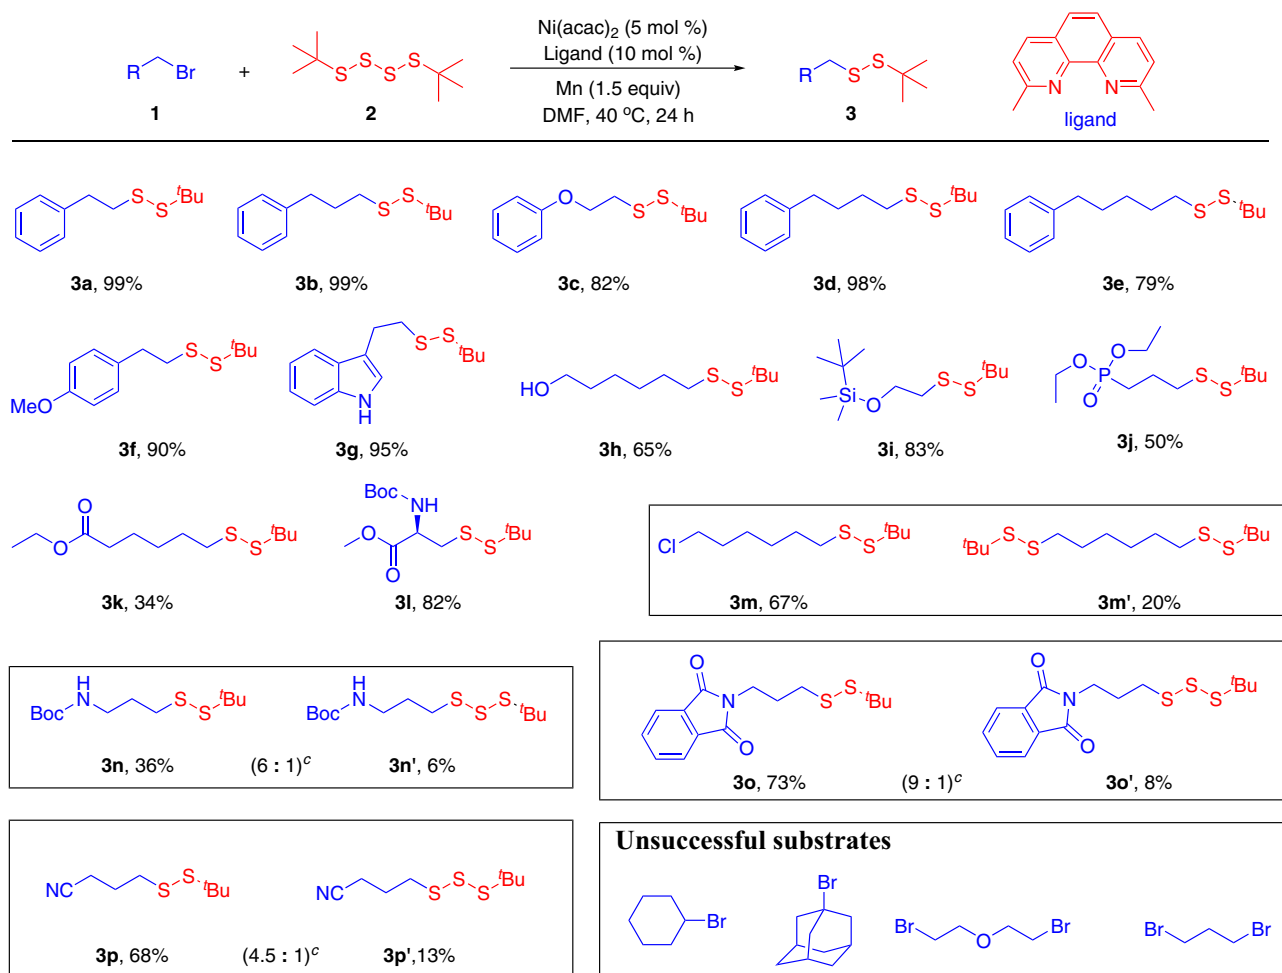 Ni(acac)2 (5 mol %)
Ligand (10 mol %)
Mn (1.5 equiv)
DMF, 40 ºC, 24 h
R Br
+
S S S S
R S S
N N
1
2
3
ligand
S S tBu
S S tBu
O S S tBu
S S tBu
S S tBu
3a, 99%
3b, 99%
3c, 82%
3d, 98%
3e, 79%
MeO S S tBu
N H S S tBu
HO S S tBu
Si O S S tBu
O P O O S S tBu
3f, 90%
3g, 95%
3h, 65%
3i, 83%
3j, 50%
O O S S tBu
Boc NH O O S S tBu
Cl S S tBu
tBu S S S S tBu
3k, 34%
3l, 82%
3m, 67%
3m', 20%
Boc H N S S tBu
Boc H N S S S tBu
3n, 36% (6 : 1)c 3n', 6%
O N O S S tBu
O N O S S S tBu
3o, 73% (9 : 1)c 3o', 8%
NC S S tBu
NC S S S tBu
3p, 68% (4.5 : 1)c 3p',13%
Unsuccessful substrates
Br
Br
Br O Br
Br Br